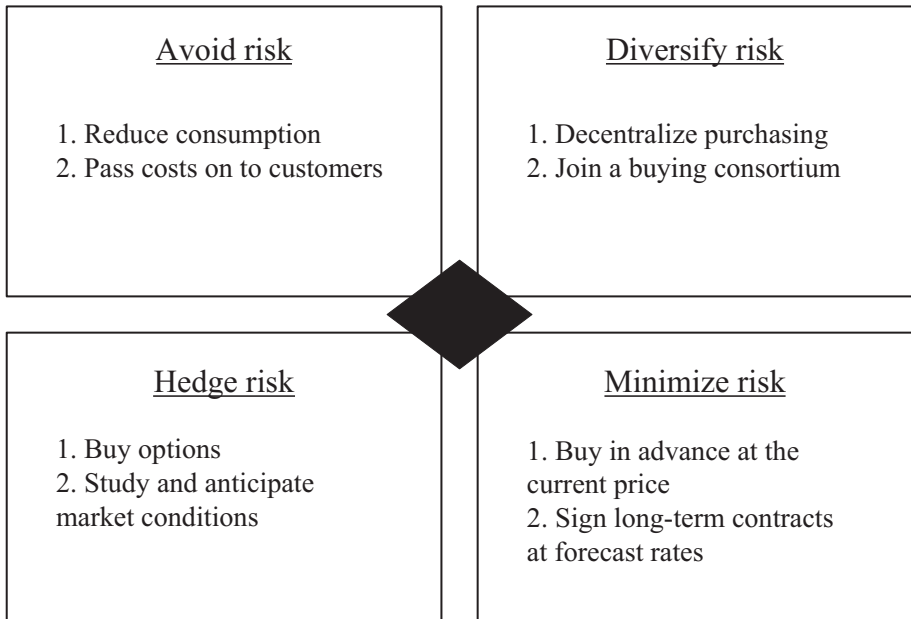 Avoid risk
1. Reduce consumption
2. Pass costs on to customers
Diversify risk
1. Decentralize purchasing
2. Join a buying consortium
Hedge risk
1. Buy options
2. Study and anticipate
market conditions
Minimize risk
1. Buy in advance at the
current price
2. Sign long-term contracts
at forecast rates